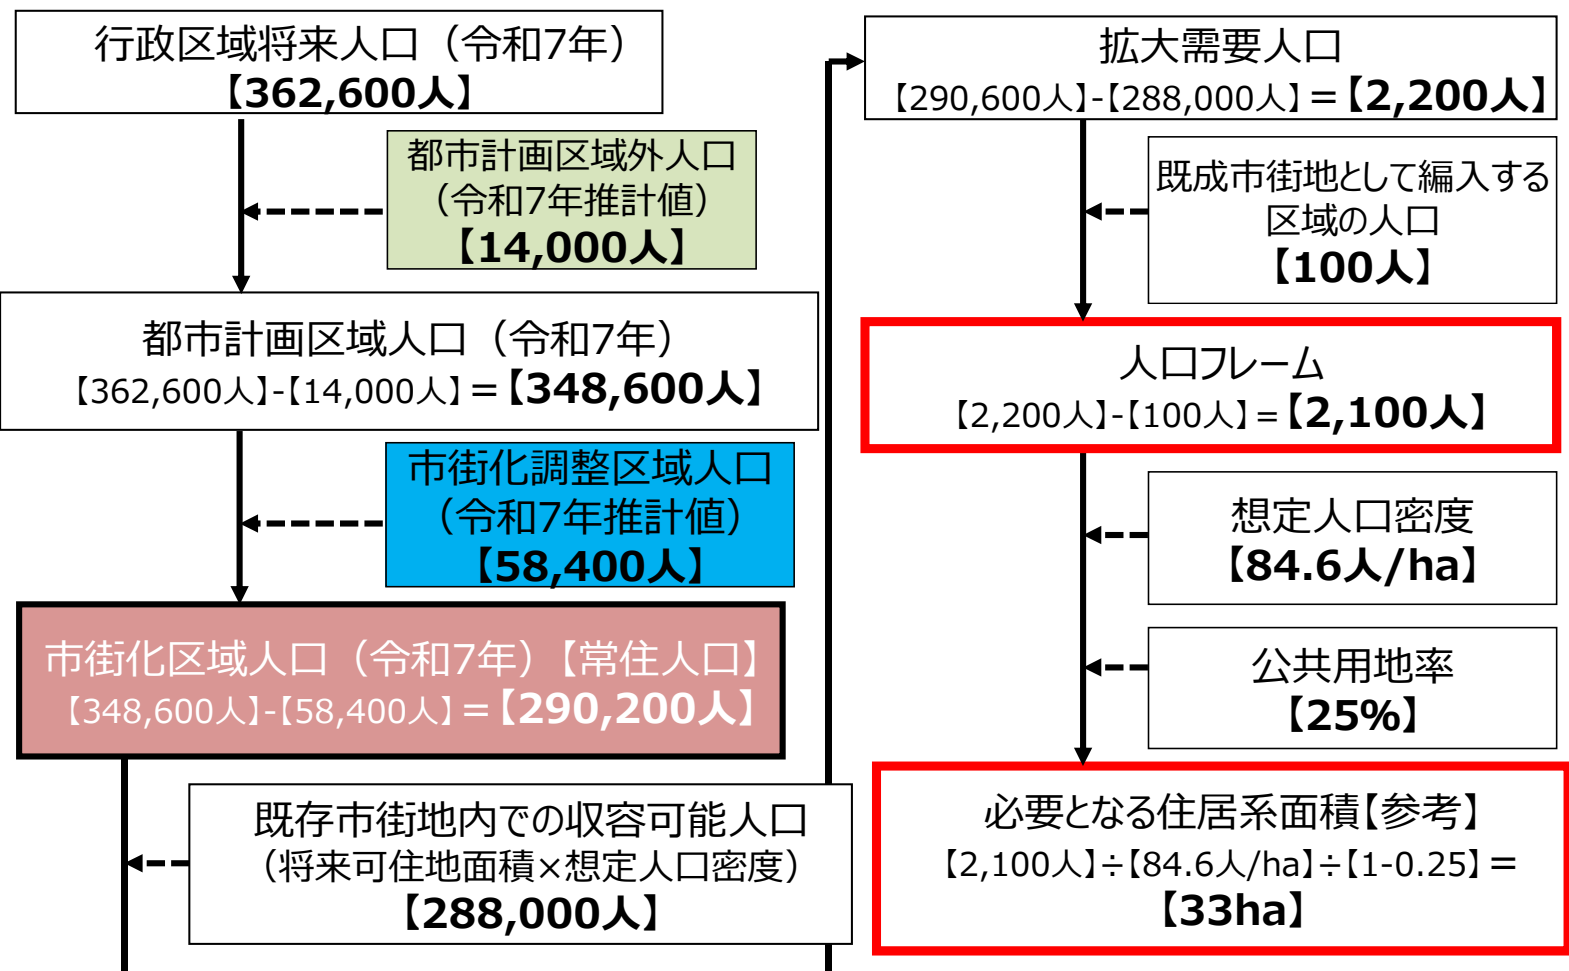 行政区域将来人口（令和7年）
【362,600人】
都市計画区域外人口
（令和7年推計値）
【14,000人】
都市計画区域人口（令和7年）
【362,600人】-【14,000人】=【348,600人】
市街化調整区域人口
（令和7年推計値）
【58,400人】
市街化区域人口（令和7年）【常住人口】
【348,600人】-【58,400人】=【290,200人】
既存市街地内での収容可能人口
（将来可住地面積×想定人口密度）
【288,000人】
拡大需要人口
【290,600人】-【288,000人】=【2,200人】
既成市街地として編入する
区域の人口
【100人】
人口フレーム
【2,200人】-【100人】=【2,100人】
想定人口密度
【84.6人/ha】
公共用地率
【25%】
必要となる住居系面積【参考】
【2,100人】÷【84.6人/ha】÷【1-0.25】=
【33ha】